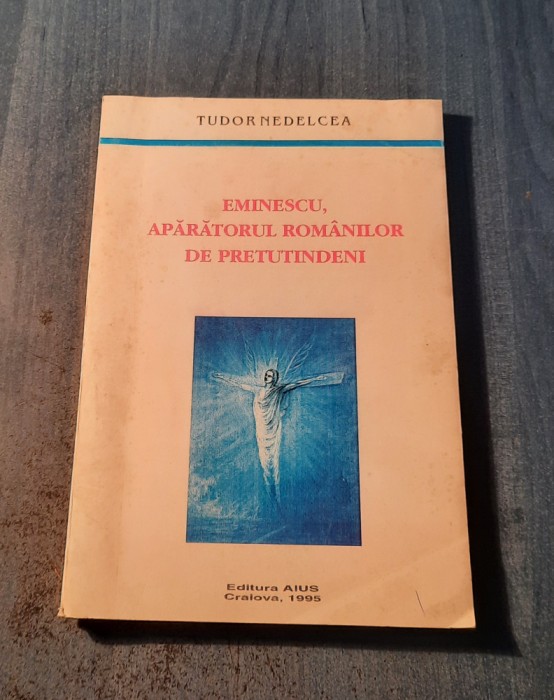 TUDOR NEDELCEA
EMINESCU,
APĂRĂTORUL ROMÂNILOR
DE PRETUTINDENI
Editura AIUS
Craiova, 1995